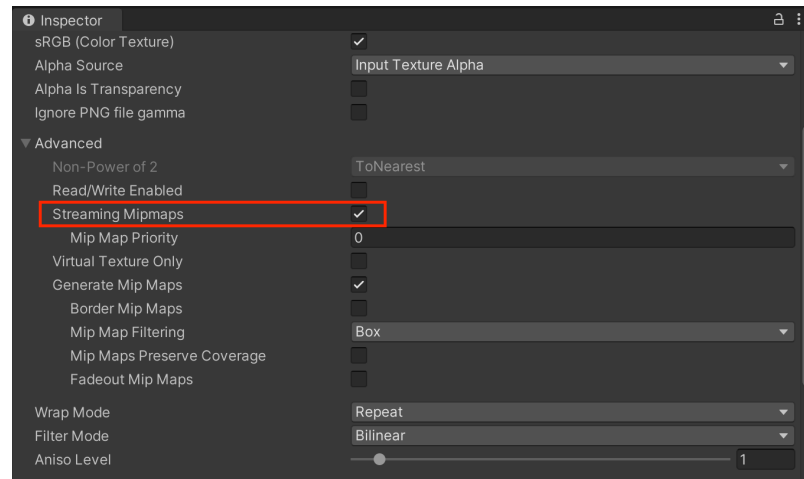 Inspector
sRGB (Color Texture)
Alpha Source Input Texture Alpha
Alpha Is Transparency
Ignore PNG file gamma
Advanced
Non-Power of 2 ToNearest
Read/Write Enabled
Streaming Mipmaps
Mip Map Priority 0
Virtual Texture Only
Generate Mip Maps
Border Mip Maps
Mip Map Filtering Box
Mip Maps Preserve Coverage
Fadeout Mip Maps
Wrap Mode Repeat
Filter Mode Bilinear
Aniso Level 1